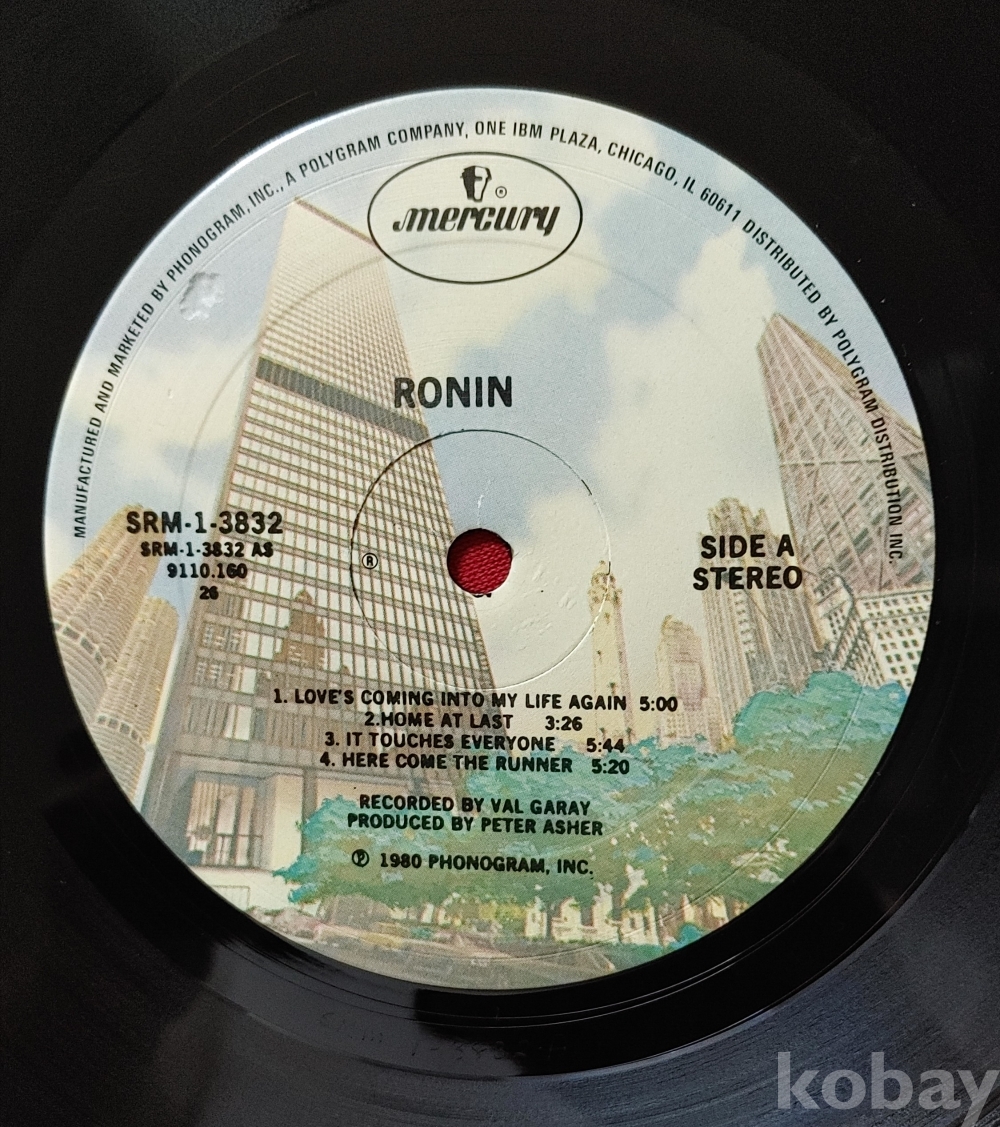 MANUFACTURED AND MARKETED BY PHONOGRAM, INC., A POLYGRAM COMPANY, ONE IBM PLAZA, CHICAGO, IL 60611 DISTRIBUTED BY POLYGRAM DISTRIBUTION INC.
®
mercury
RONIN
SRM-1-3832
SRM-1-3832 AS
9110.160
26
®
SIDE A
STEREO
1. LOVE'S COMING INTO MY LIFE AGAIN 5:00
2.HOME AT LAST 3:26
3. IT TOUCHES EVERYONE 5:44
4. HERE COME THE RUNNER 5:20
RECORDED BY VAL GARAY
PRODUCED BY PETER ASHER
℗ 1980 PHONOGRAM, INC.
kobay